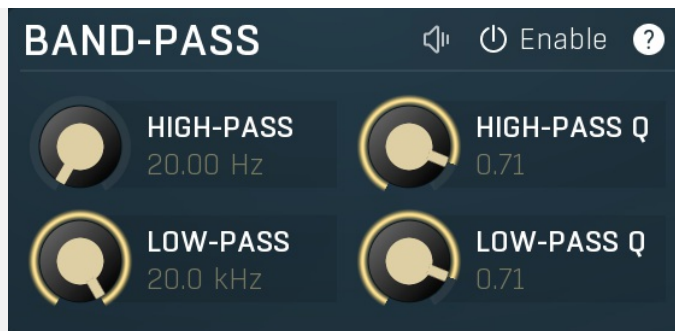 BAND-PASS Enable ?
HIGH-PASS HIGH-PASS Q
20.00 Hz 0.71
LOW-PASS LOW-PASS Q
20.0 kHz 0.71